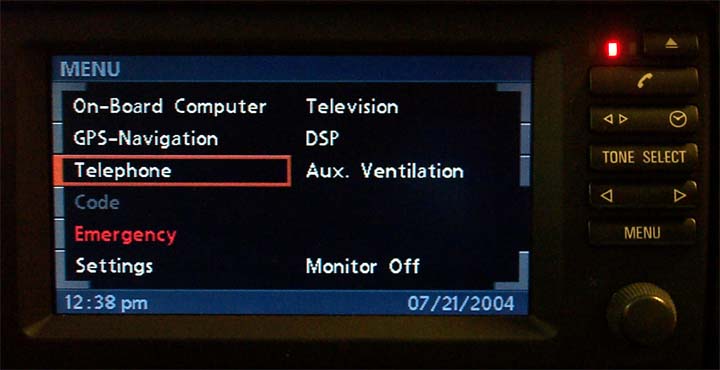 MENU
On-Board Computer Television
GPS-Navigation DSP
Telephone Aux. Ventilation
Code
Emergency
Settings Monitor Off
12:38 pm 07/21/2004
TONE SELECT
MENU